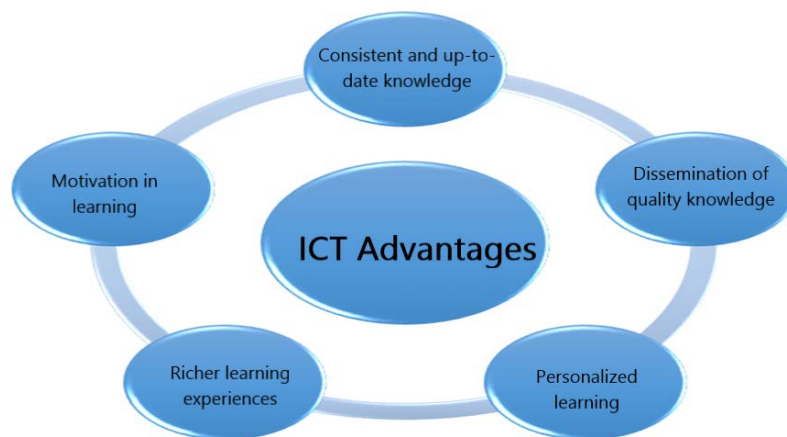 Consistent and up-to-
date knowledge
Motivation in
learning
Dissemination of
quality knowledge
ICT Advantages
Richer learning
experiences
Personalized
learning